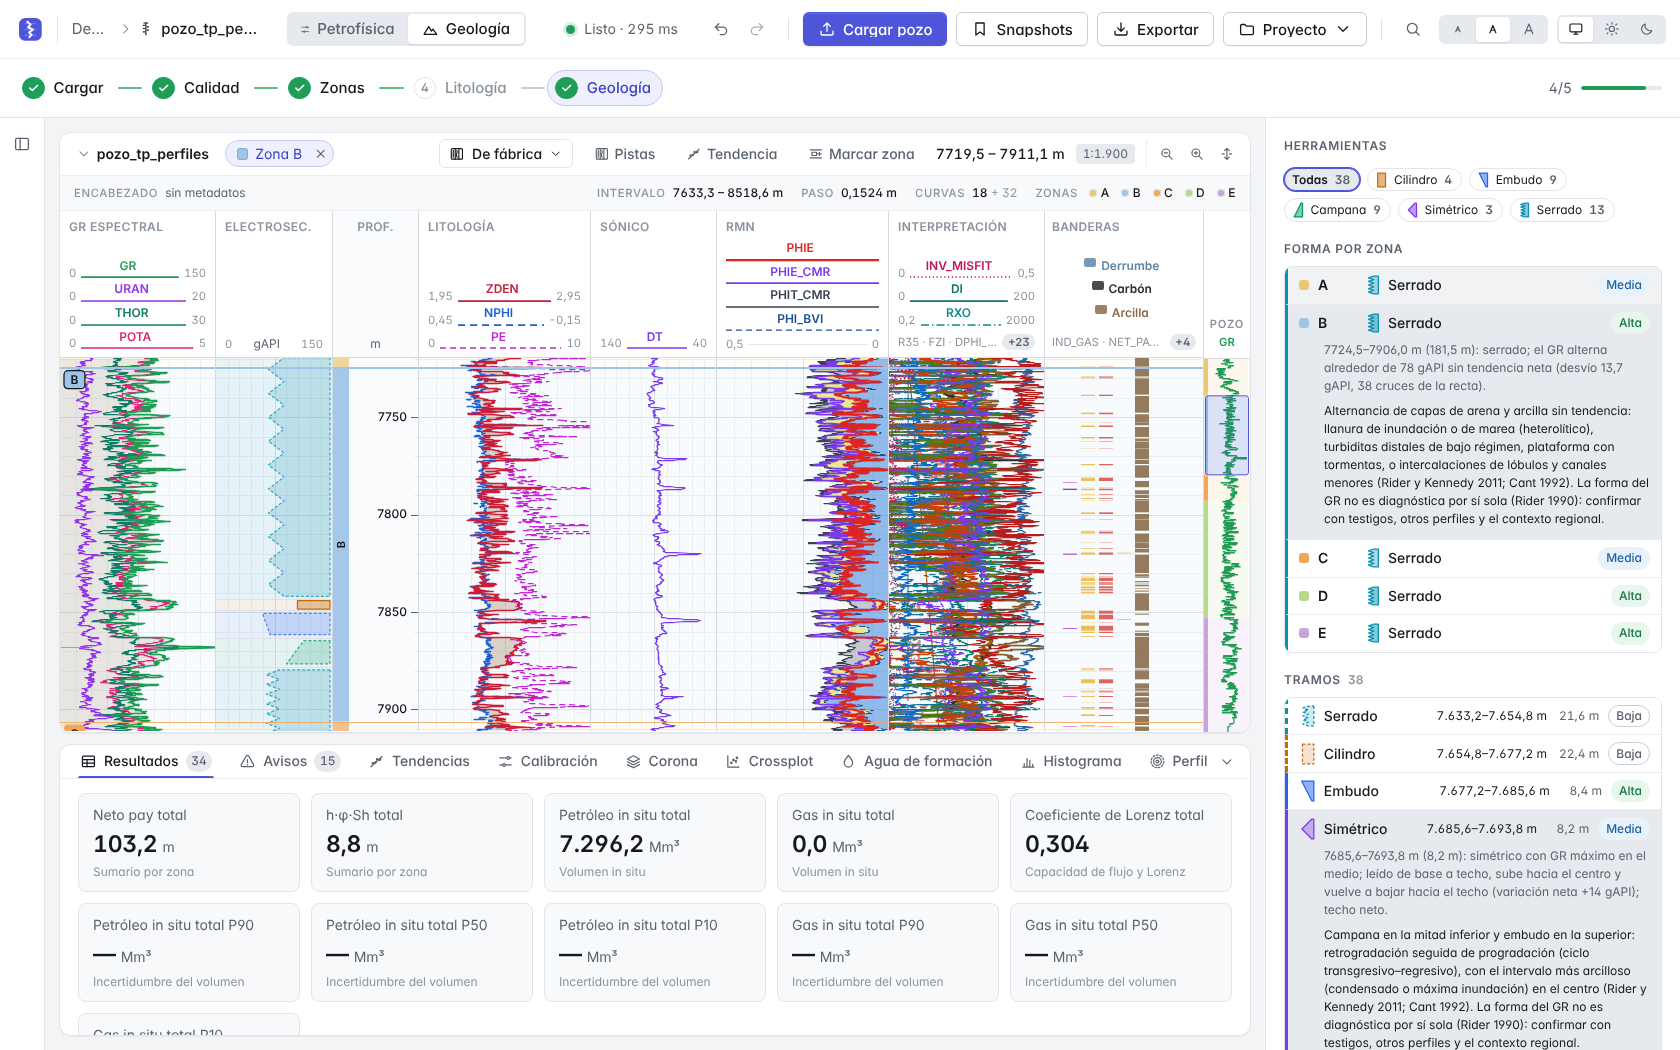 De...
pozo_tp_pe...
Petrofísica
Geología
Listo · 295 ms
Cargar pozo
Snapshots
Exportar
Proyecto
A A A
Cargar
Calidad
Zonas
4 Litología
Geología
4/5
pozo_tp_perfiles
Zona B
De fábrica
Pistas
Tendencia
Marcar zona
7719,5 – 7911,1 m
1:1.900
ENCABEZADO sin metadatos
INTERVALO 7633,3 – 8518,6 m
PASO 0,1524 m
CURVAS 18 + 32
ZONAS A B C D E
GR ESPECTRAL
0 GR 150
0 URAN 20
0 THOR 30
0 POTA 5
ELECTROSEC.
0 gAPI 150
PROF.
m
LITOLOGÍA
1,95 ZDEN 2,95
0,45 NPHI -0,15
0 PE 10
SÓNICO
140 DT 40
RMN
PHIE
PHIE_CMR
PHIT_CMR
PHI_BVI
0,5 0
INTERPRETACIÓN
0 INV_MISFIT 0,5
0 DI 200
0,2 RXO 2000
R35 · FZI · DPHI_... +23
BANDERAS
Derrumbe
Carbón
Arcilla
IND_GAS · NET_PA... +4
POZO
GR
B
B
7750
7800
7850
7900
Resultados 34
Avisos 15
Tendencias
Calibración
Corona
Crossplot
Agua de formación
Histograma
Perfil
Neto pay total
103,2 m
Sumario por zona
h·φ·Sh total
8,8 m
Sumario por zona
Petróleo in situ total
7.296,2 Mm³
Volumen in situ
Gas in situ total
0,0 Mm³
Volumen in situ
Coeficiente de Lorenz total
0,304
Capacidad de flujo y Lorenz
Petróleo in situ total P90
— Mm³
Incertidumbre del volumen
Petróleo in situ total P50
— Mm³
Incertidumbre del volumen
Petróleo in situ total P10
— Mm³
Incertidumbre del volumen
Gas in situ total P90
— Mm³
Incertidumbre del volumen
Gas in situ total P50
— Mm³
Incertidumbre del volumen
Gas in situ total P10
HERRAMIENTAS
Todas 38
Cilindro 4
Embudo 9
Campana 9
Simétrico 3
Serrado 13
FORMA POR ZONA
A Serrado Media
B Serrado Alta
7724,5–7906,0 m (181,5 m): serrado; el GR alterna
alrededor de 78 gAPI sin tendencia neta (desvío 13,7
gAPI, 38 cruces de la recta).
Alternancia de capas de arena y arcilla sin tendencia:
llanura de inundación o de marea (heterolítico),
turbiditas distales de bajo régimen, plataforma con
tormentas, o intercalaciones de lóbulos y canales
menores (Rider y Kennedy 2011; Cant 1992). La forma del
GR no es diagnóstica por sí sola (Rider 1990): confirmar
con testigos, otros perfiles y el contexto regional.
C Serrado Media
D Serrado Alta
E Serrado Alta
TRAMOS 38
Serrado 7.633,2–7.654,8 m 21,6 m Baja
Cilindro 7.654,8–7.677,2 m 22,4 m Baja
Embudo 7.677,2–7.685,6 m 8,4 m Alta
Simétrico 7.685,6–7.693,8 m 8,2 m Media
7685,6–7693,8 m (8,2 m): simétrico con GR máximo en el
medio; leído de base a techo, sube hacia el centro y
vuelve a bajar hacia el techo (variación neta +14 gAPI);
techo neto.
Campana en la mitad inferior y embudo en la superior:
retrogradación seguida de progradación (ciclo
transgresivo–regresivo), con el intervalo más arcilloso
(condensado o máxima inundación) en el centro (Rider y
Kennedy 2011; Cant 1992). La forma del GR no es
diagnóstica por sí sola (Rider 1990): confirmar con
testigos, otros perfiles y el contexto regional.